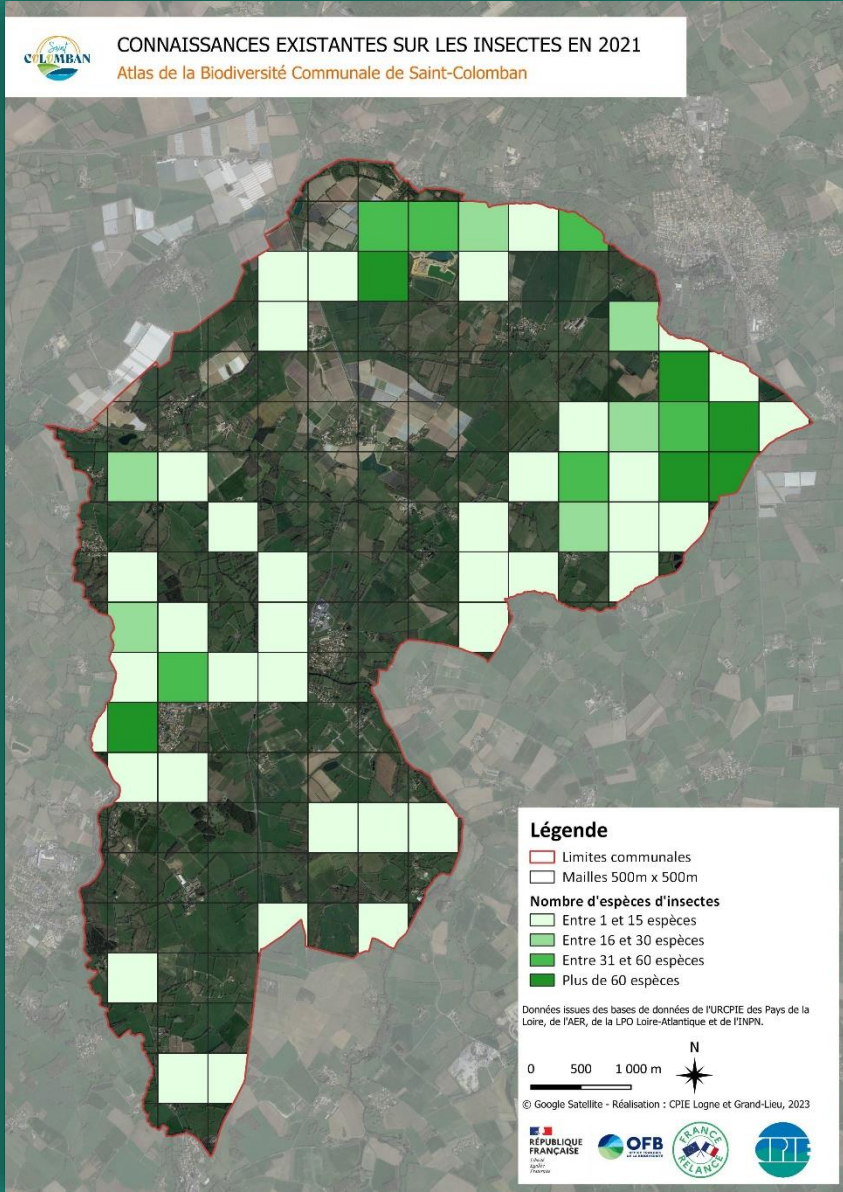 Saint
COLOMBAN
CONNAISSANCES EXISTANTES SUR LES INSECTES EN 2021
Atlas de la Biodiversité Communale de Saint-Colomban
Légende
Limites communales
Mailles 500m x 500m
Nombre d'espèces d'insectes
Entre 1 et 15 espèces
Entre 16 et 30 espèces
Entre 31 et 60 espèces
Plus de 60 espèces
Données issues des bases de données de l'URCPIE des Pays de la
Loire, de l'AER, de la LPO Loire-Atlantique et de l'INPN.
N
0 500 1 000 m
© Google Satellite - Réalisation : CPIE Logne et Grand-Lieu, 2023
RÉPUBLIQUE
FRANÇAISE
Liberté
Égalité
Fraternité
OFB
FRANCE
RELANCE
CPIE